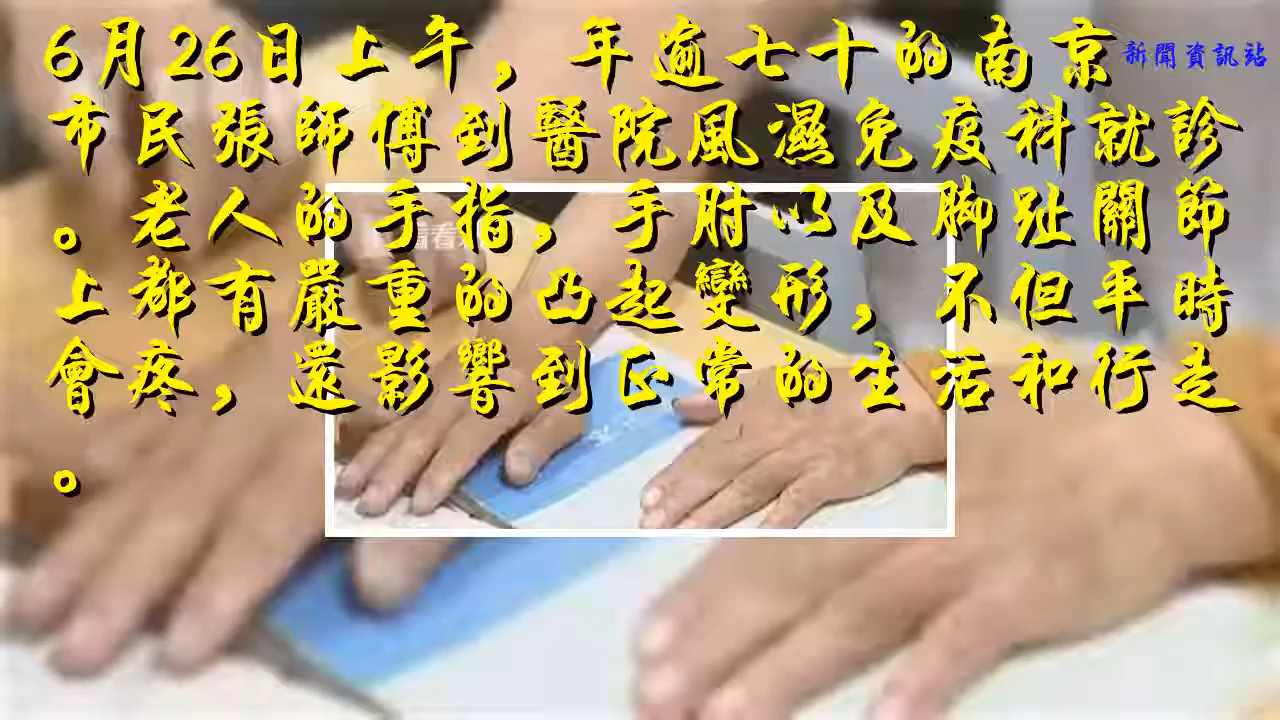 6月26日上午，年逾七十的南京
新聞資訊站
市民張師傅到醫院風濕免疫科就診
。老人的手指，手肘以及腳趾關節
看看
上都有嚴重的凸起變形，不但平時
會疼，還影響到正常的生活和行走
。